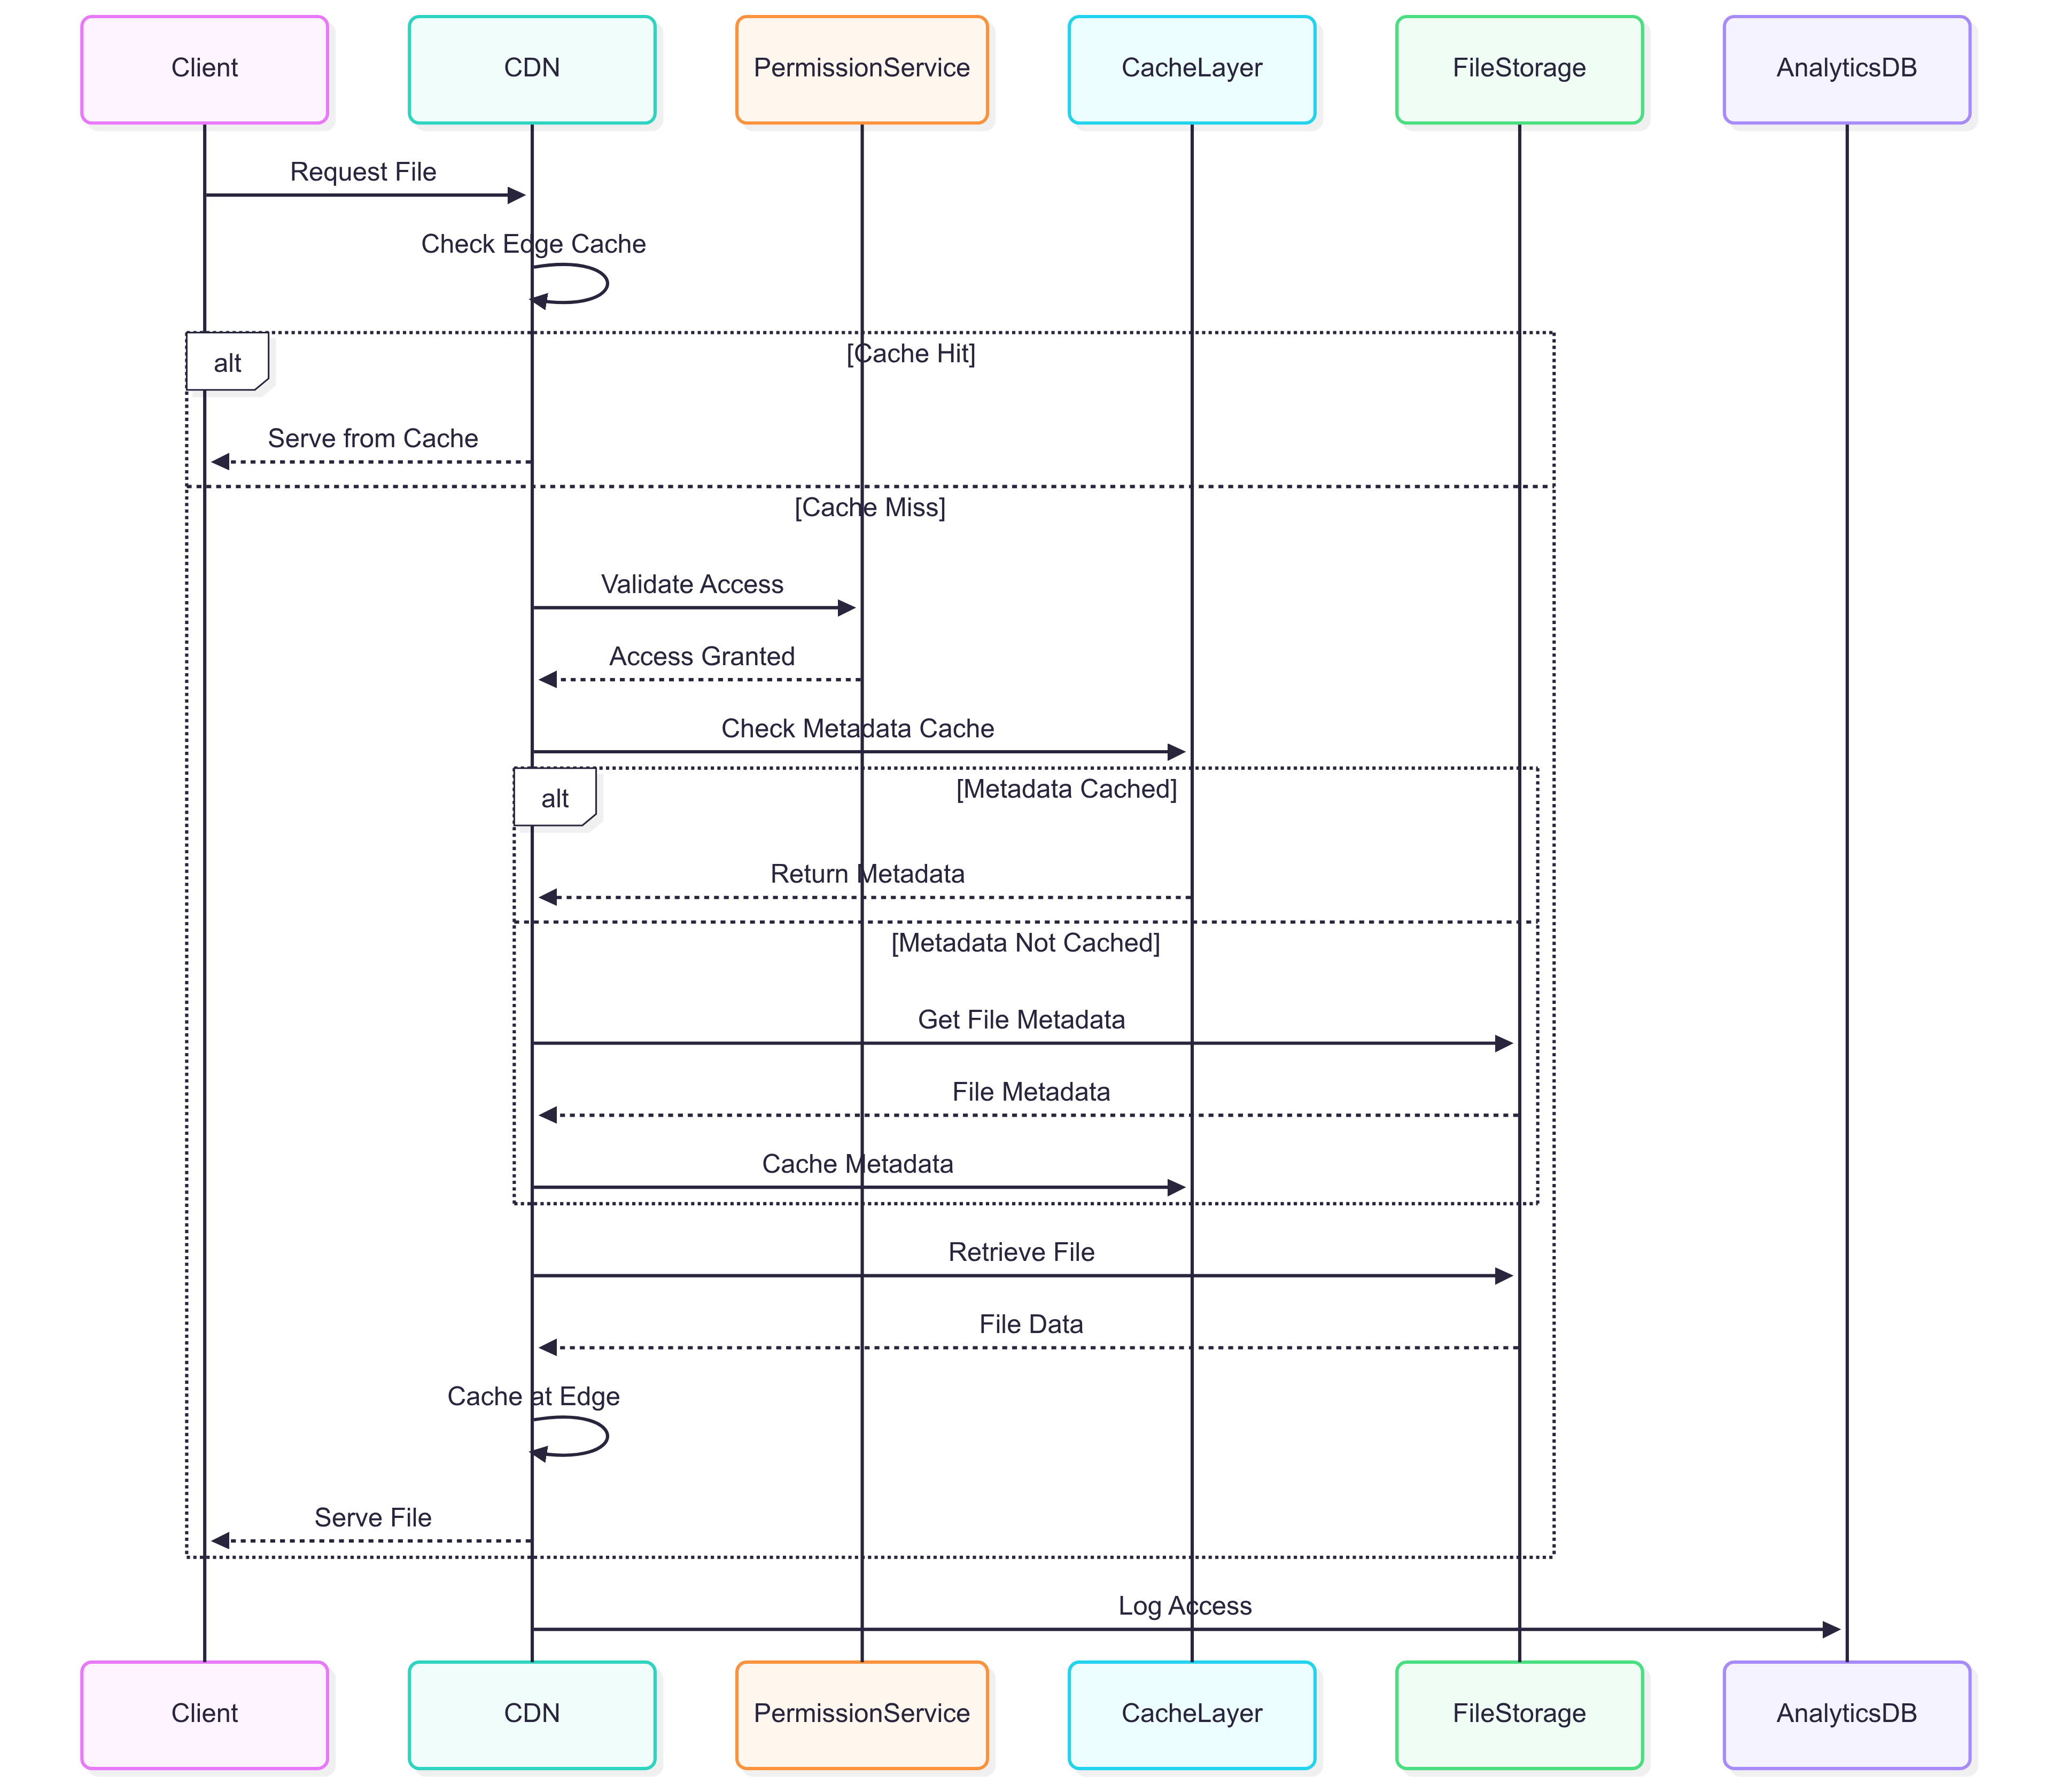 Client
CDN
PermissionService
CacheLayer
FileStorage
AnalyticsDB
Request File
Check Edge Cache
alt
[Cache Hit]
Serve from Cache
[Cache Miss]
Validate Access
Access Granted
Check Metadata Cache
alt
[Metadata Cached]
Return Metadata
[Metadata Not Cached]
Get File Metadata
File Metadata
Cache Metadata
Retrieve File
File Data
Cache at Edge
Serve File
Log Access
Client
CDN
PermissionService
CacheLayer
FileStorage
AnalyticsDB